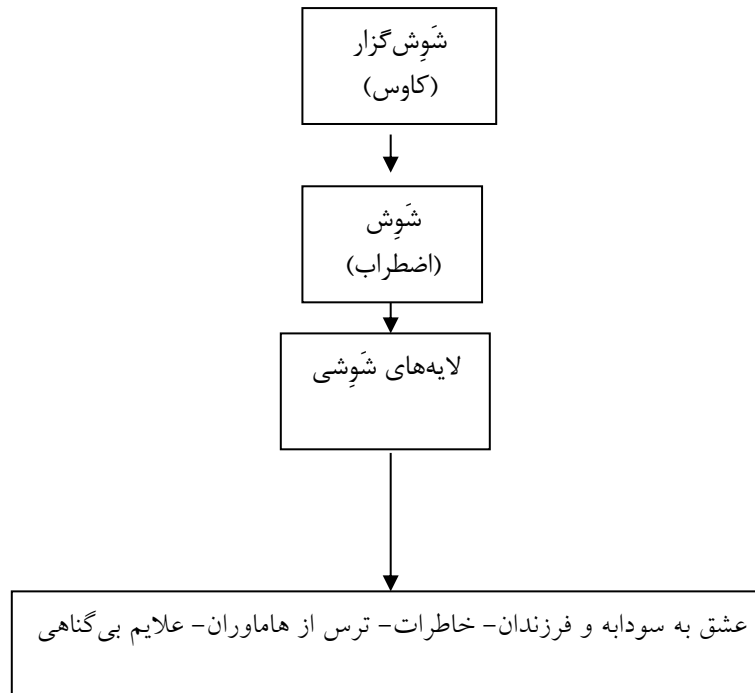 شَوِش‌گزار
(کاوس)
شَوِش
(اضطراب)
لایه‌های شَوِشی
عشق به سودابه و فرزندان- خاطرات- ترس از هاماوران- علایم بی‌گناهی